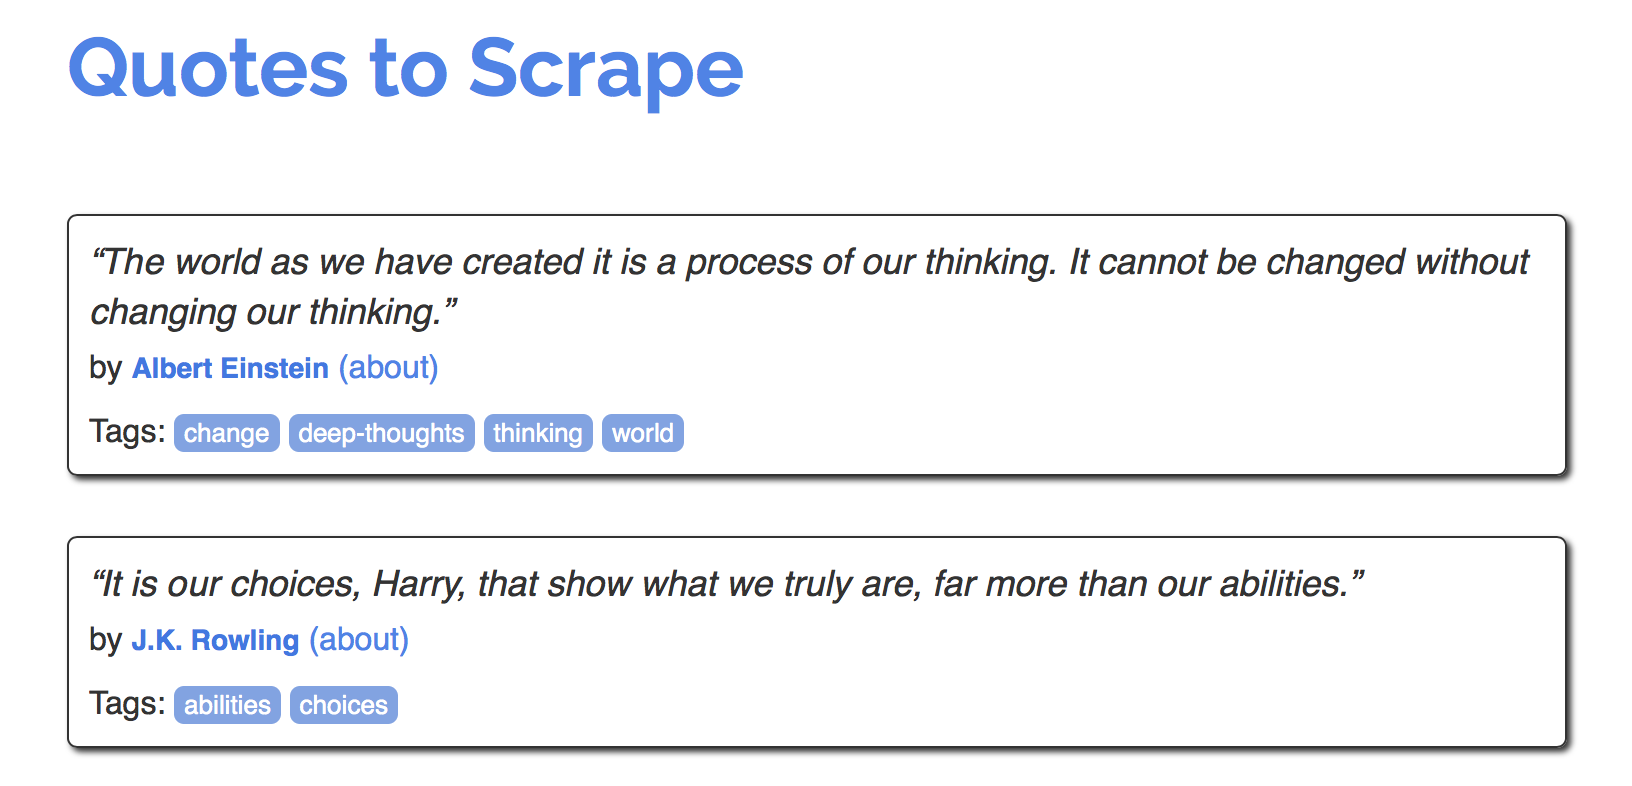 Quotes to Scrape
“The world as we have created it is a process of our thinking. It cannot be changed without
changing our thinking.”
by Albert Einstein (about)
Tags: change deep-thoughts thinking world
“It is our choices, Harry, that show what we truly are, far more than our abilities.”
by J.K. Rowling (about)
Tags: abilities choices